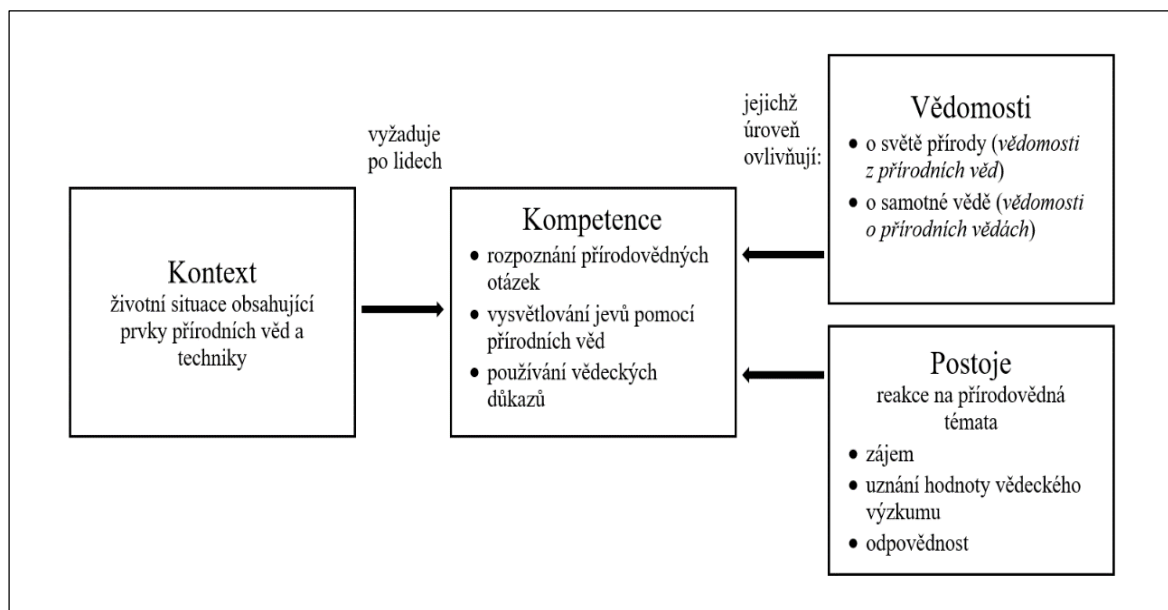 vyžaduje
po lidech
jejichž
úroveň
ovlivňují:
Kontext
životní situace obsahující
prvky přírodních věd a
techniky
Kompetence
• rozpoznání přírodovědných
otázek
• vysvětlování jevů pomocí
přírodních věd
• používání vědeckých
důkazů
Vědomosti
• o světě přírody (vědomosti
z přírodních věd)
• o samotné vědě (vědomosti
o přírodních vědách)
Postoje
reakce na přírodovědná
témata
• zájem
• uznání hodnoty vědeckého
výzkumu
• odpovědnost